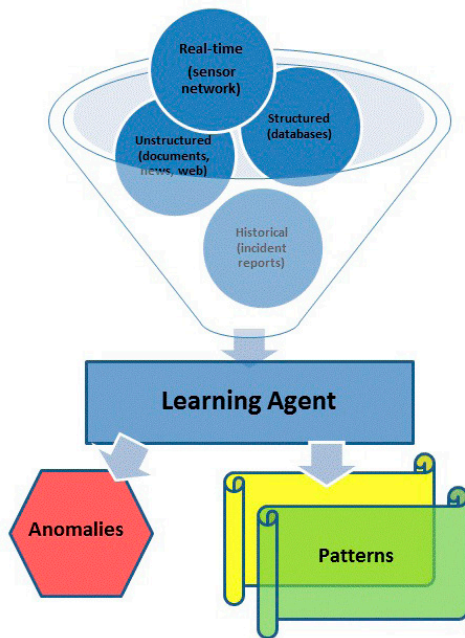 Real-time
(sensor
network)
Structured
(databases)
Unstructured
(documents,
news, web)
Historical
(incident
reports)
Learning Agent
Anomalies
Patterns